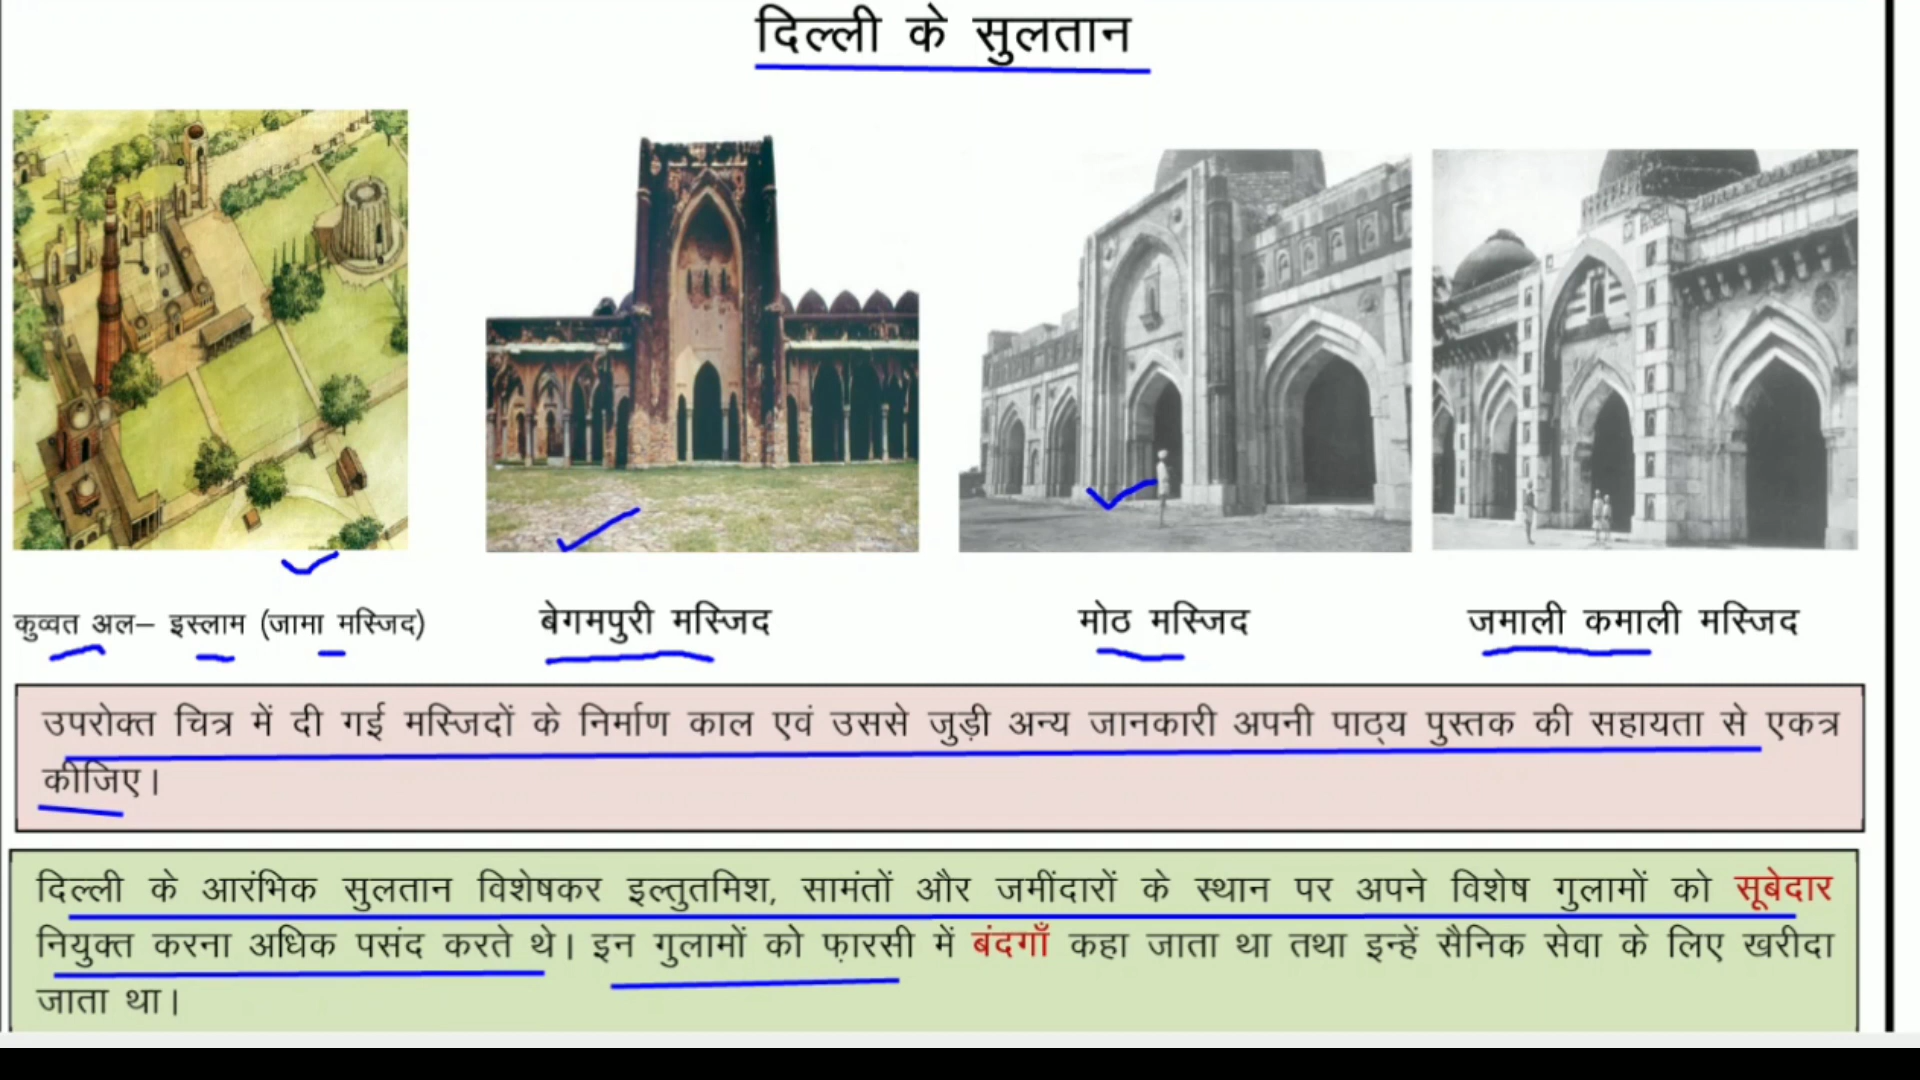 दिल्ली के सुलतान
कुव्वत अल– इस्लाम (जामा मस्जिद)
बेगमपुरी मस्जिद
मोठ मस्जिद
जमाली कमाली मस्जिद
उपरोक्त चित्र में दी गई मस्जिदों के निर्माण काल एवं उससे जुड़ी अन्य जानकारी अपनी पाठ्य पुस्तक की सहायता से एकत्र
कीजिए।
दिल्ली के आरंभिक सुलतान विशेषकर इल्तुतमिश, सामंतों और जमींदारों के स्थान पर अपने विशेष गुलामों को सूबेदार
नियुक्त करना अधिक पसंद करते थे। इन गुलामों को फ़ारसी में बंदगाँ कहा जाता था तथा इन्हें सैनिक सेवा के लिए खरीदा
जाता था।